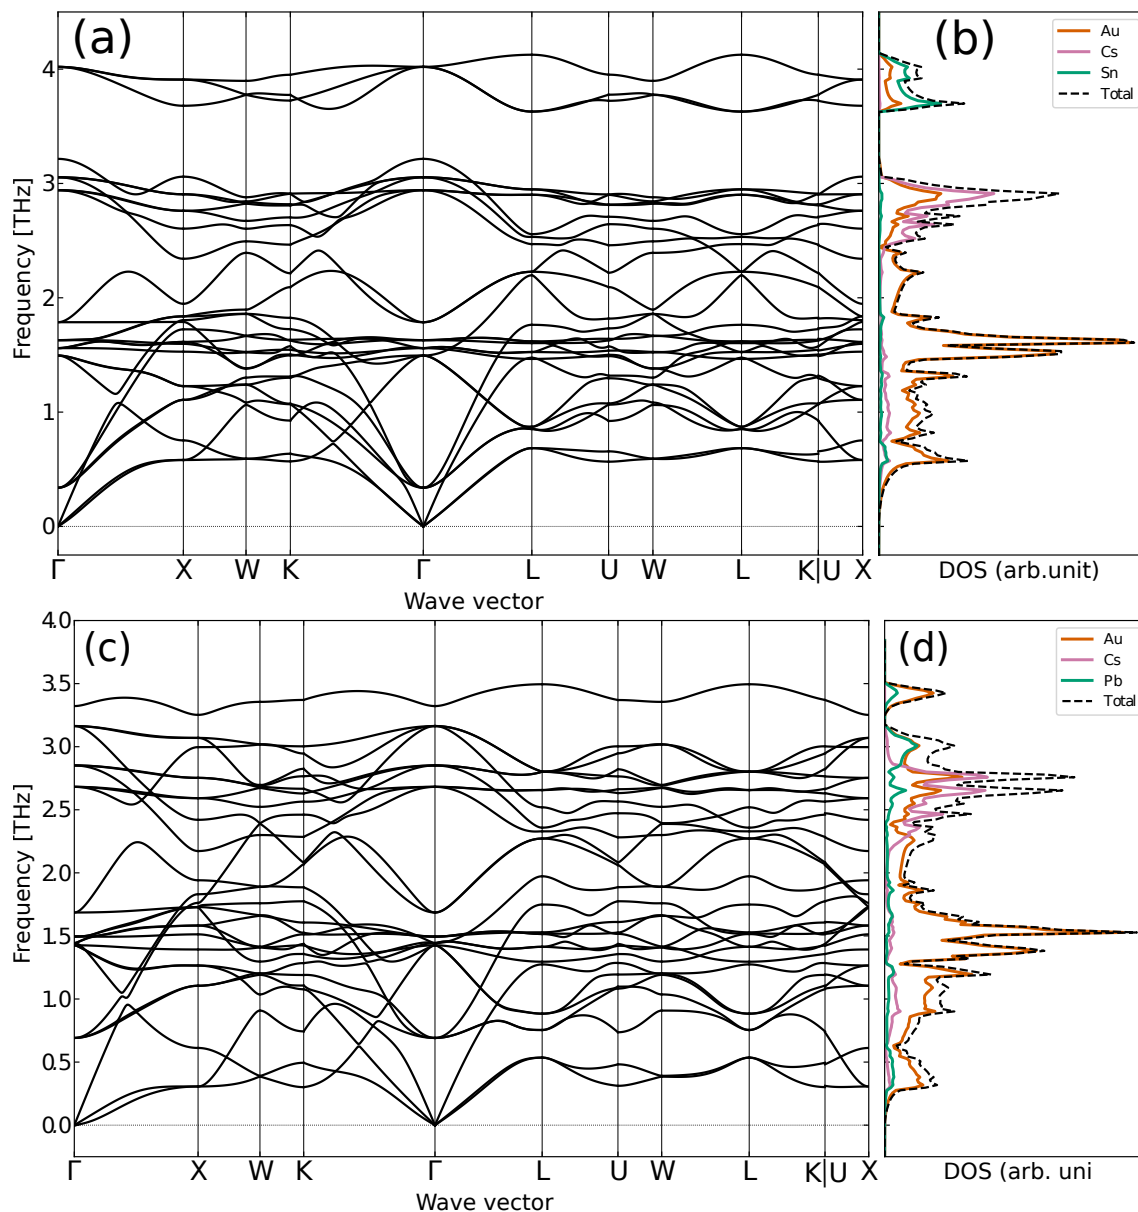 (a)
(b)
Au
Cs
Sn
Total
4
3
2
1
0
Frequency [THz]
Γ X W K Γ L U W L K|U X
Wave vector
DOS (arb.unit)
(c)
(d)
Au
Cs
Pb
Total
4.0
3.5
3.0
2.5
2.0
1.5
1.0
0.5
0.0
Frequency [THz]
Γ X W K Γ L U W L K|U X
Wave vector
DOS (arb. uni